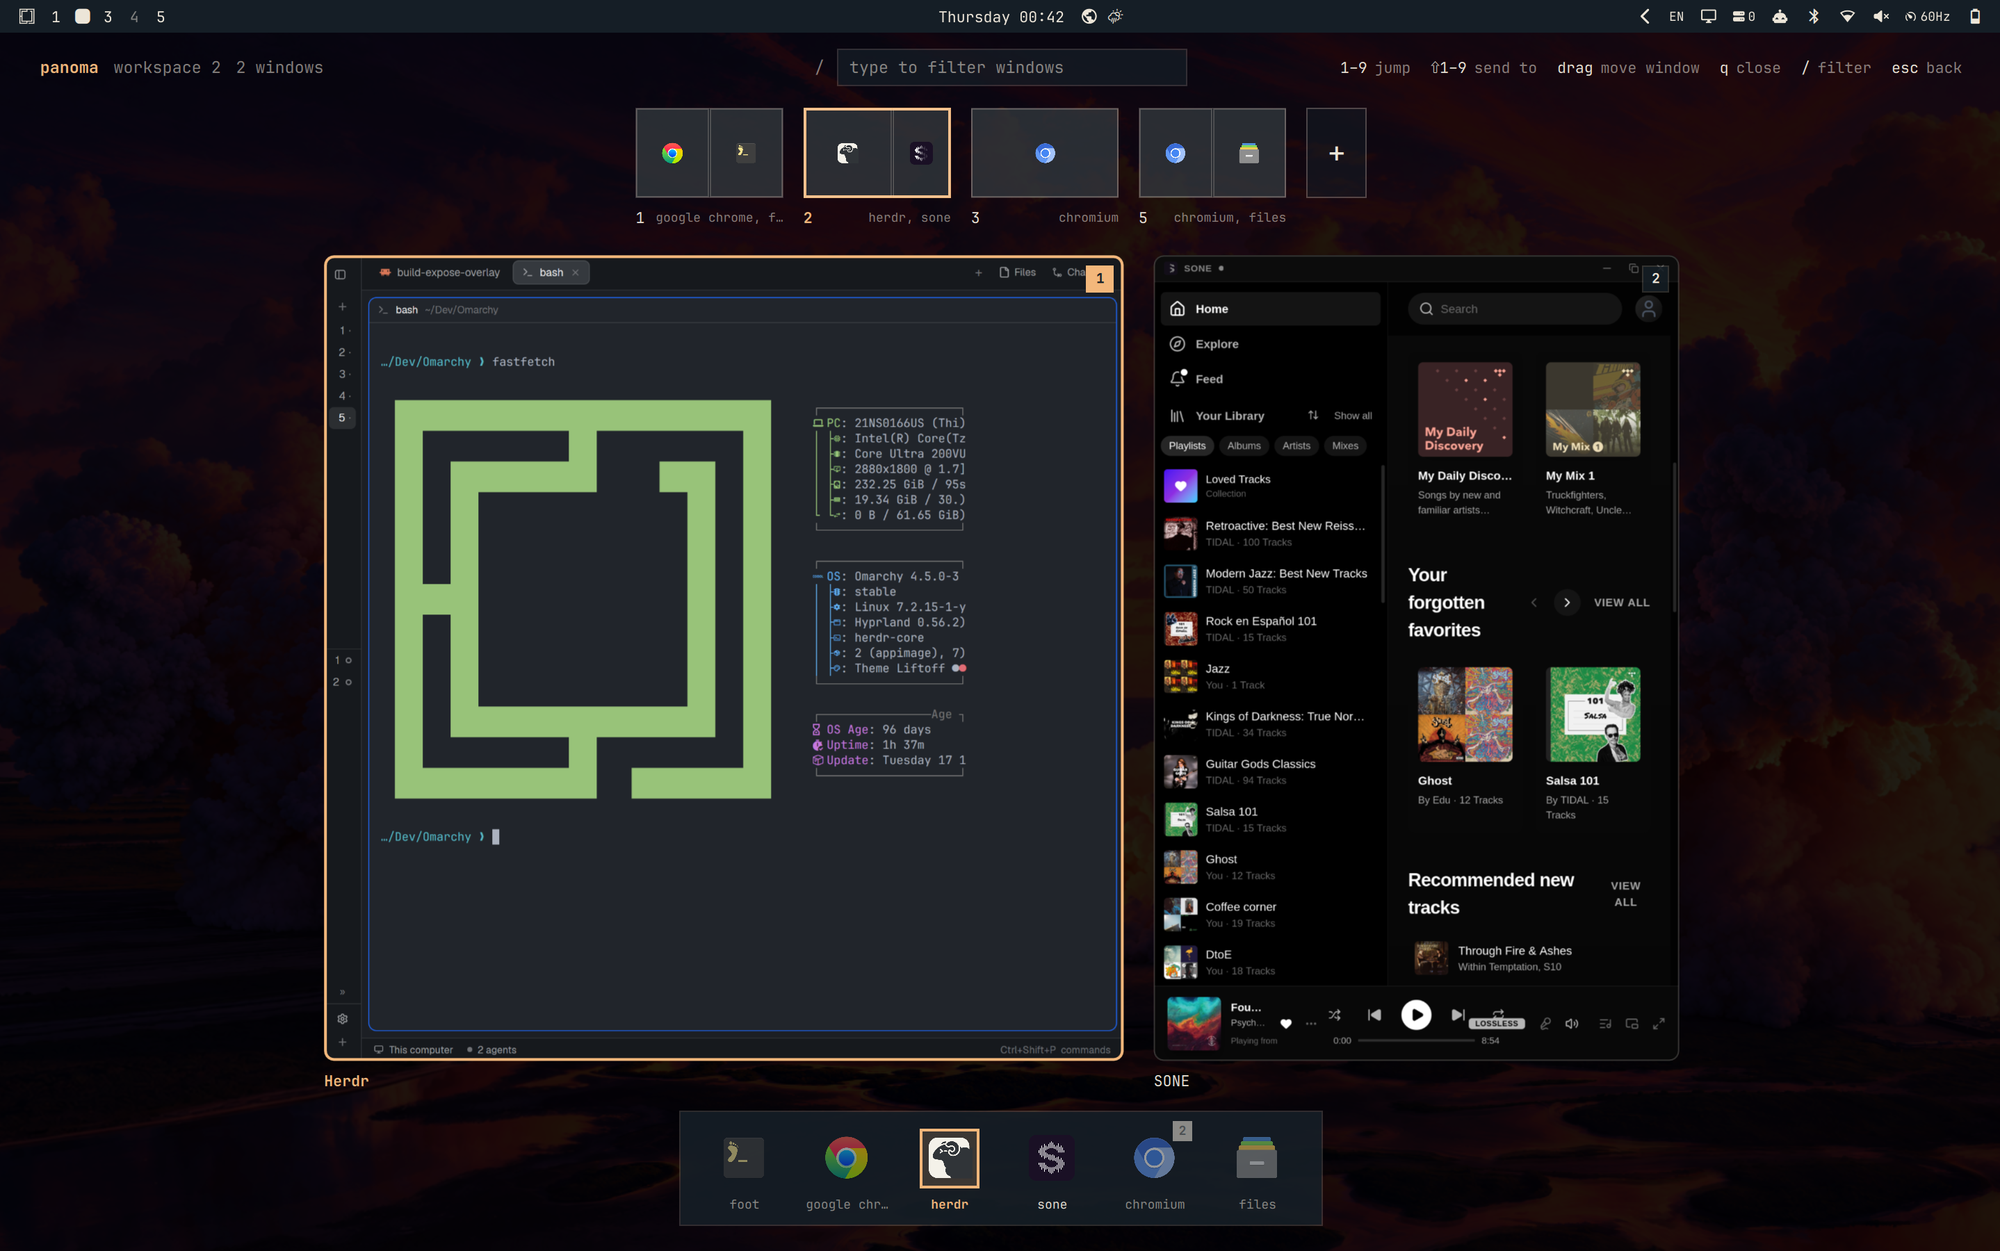 1 3 4 5
Thursday 00:42
EN 0 60Hz
panoma workspace 2 2 windows
/ type to filter windows
1-9 jump ⇧1-9 send to drag move window q close / filter esc back
+
1 google chrome, f…
2 herdr, sone
3 chromium
5 chromium, files
build-expose-overlay
>_ bash ×
+ Files Cha
1
>_ bash ~/Dev/Omarchy
+
1
2
3
4
5
…/Dev/Omarchy ❯ fastfetch
PC: 21NS0166US (Thi)
: Intel(R) Core(Tz
: Core Ultra 200VU
: 2880x1800 @ 1.7]
: 232.25 GiB / 95s
: 19.34 GiB / 30.)
: 0 B / 61.65 GiB)
OS: Omarchy 4.5.0-3
: stable
: Linux 7.2.15-1-y
: Hyprland 0.56.2)
: herdr-core
: 2 (appimage), 7)
: Theme Liftoff
Age
OS Age: 96 days
Uptime: 1h 37m
Update: Tuesday 17 1
1
2
…/Dev/Omarchy ❯
»
+
This computer 2 agents
Ctrl+Shift+P commands
Herdr
SONE
2
Home
Explore
Feed
Your Library Show all
Playlists Albums Artists Mixes
Loved Tracks
Collection
Retroactive: Best New Reiss…
TIDAL · 100 Tracks
Modern Jazz: Best New Tracks
TIDAL · 50 Tracks
Rock en Español 101
TIDAL · 15 Tracks
Jazz
You · 1 Track
Kings of Darkness: True Nor…
TIDAL · 34 Tracks
Guitar Gods Classics
TIDAL · 94 Tracks
Salsa 101
TIDAL · 15 Tracks
Ghost
You · 12 Tracks
Coffee corner
You · 19 Tracks
DtoE
You · 18 Tracks
Search
My Daily
Discovery
My Mix 1
My Daily Disco…
Songs by new and
familiar artists…
My Mix 1
Truckfighters,
Witchcraft, Uncle…
Your
forgotten
favorites
VIEW ALL
101
SALSA
Ghost
By Edu · 12 Tracks
Salsa 101
By TIDAL · 15
Tracks
Recommended new
tracks
VIEW
ALL
Through Fire & Ashes
Within Temptation, S10
Fou…
Psych…
Playing from
…
LOSSLESS
0:00 8:54
SONE
foot
google chr…
herdr
sone
2
chromium
files